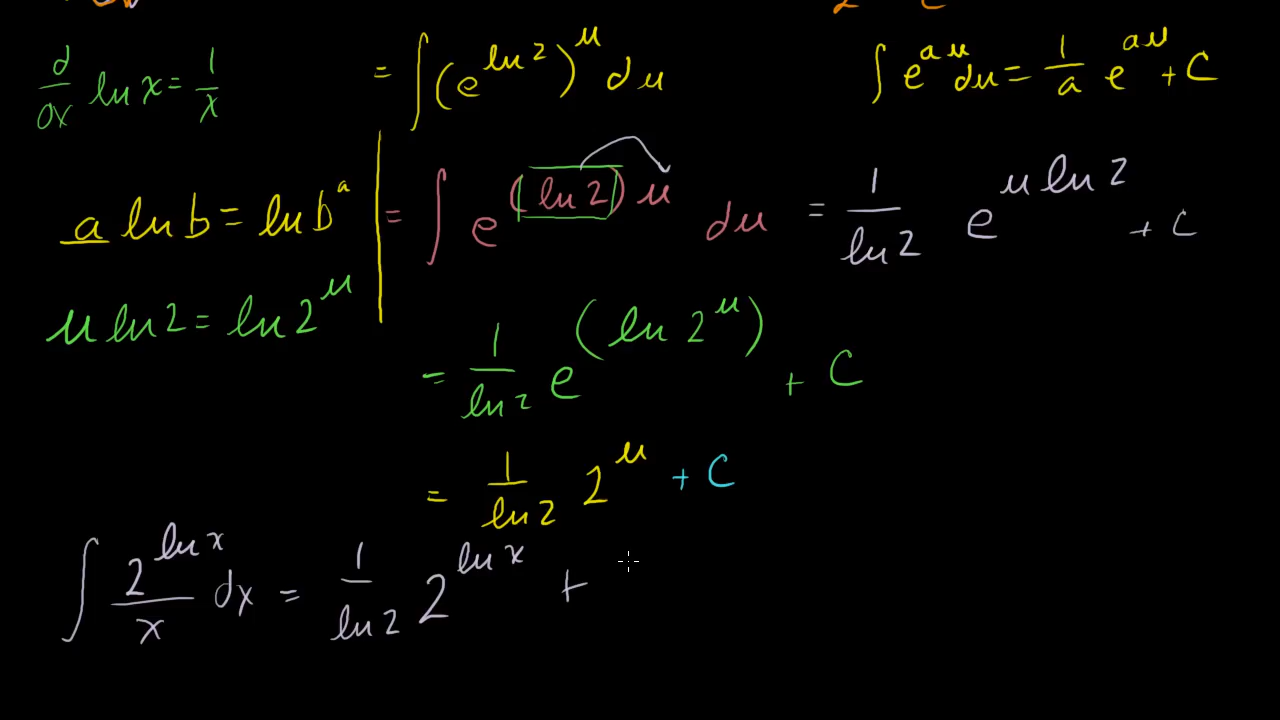 d/dx ln x = 1/x
= ∫ (e^(ln 2))^u du
∫ e^(au) du = 1/a e^(au) + C
a ln b = ln b^a
= ∫ e^((ln 2) u) du = 1/(ln 2) e^(u ln 2) + C
u ln 2 = ln 2^u
= 1/(ln 2) e^((ln 2^u)) + C
= 1/(ln 2) 2^u + C
∫ 2^(ln x)/x dx = 1/(ln 2) 2^(ln x) +